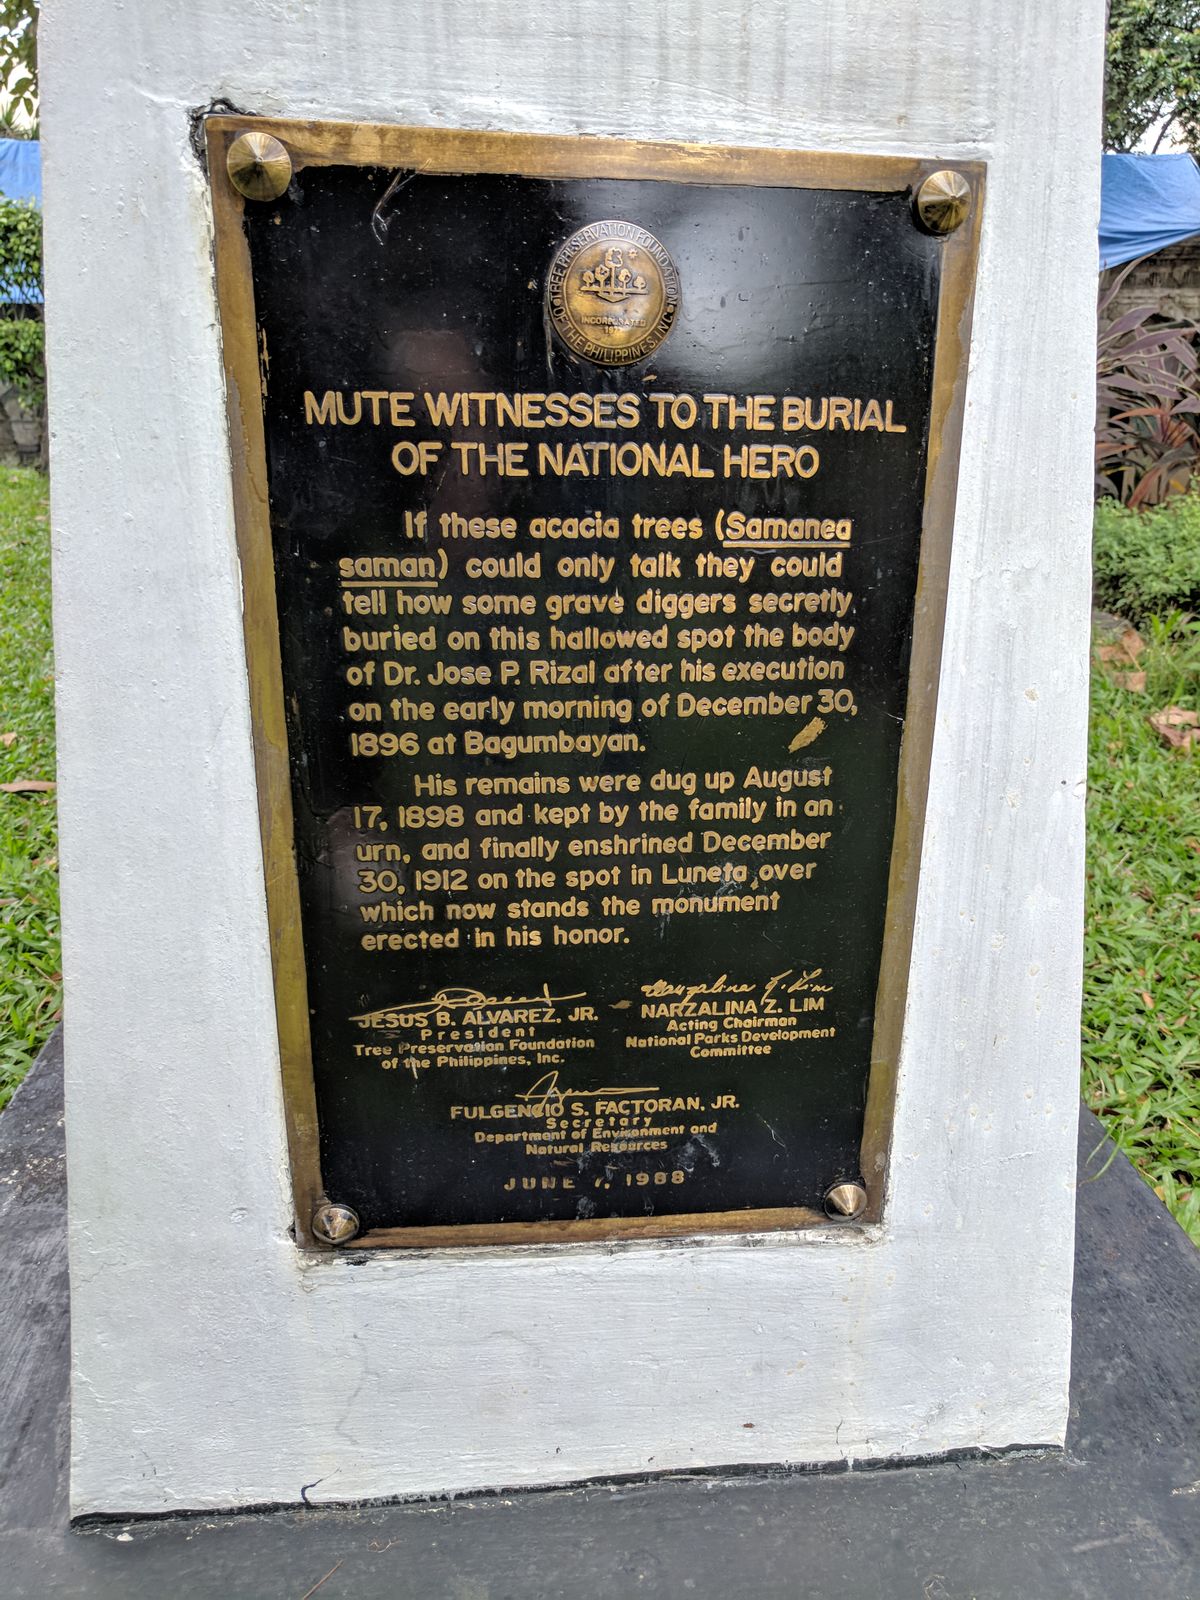 TREE PRESERVATION FOUNDATION
OF THE PHILIPPINES, INC.
INCORPORATED
MUTE WITNESSES TO THE BURIAL
OF THE NATIONAL HERO
If these acacia trees (Samanea
saman) could only talk they could
tell how some grave diggers secretly
buried on this hallowed spot the body
of Dr. Jose P. Rizal after his execution
on the early morning of December 30,
1896 at Bagumbayan.
His remains were dug up August
17, 1898 and kept by the family in an
urn, and finally enshrined December
30, 1912 on the spot in Luneta, over
which now stands the monument
erected in his honor.
JESUS B. ALVAREZ, JR.
President
Tree Preservation Foundation
of the Philippines, Inc.
Narzalina Z. Lim
NARZALINA Z. LIM
Acting Chairman
National Parks Development
Committee
FULGENCIO S. FACTORAN, JR.
Secretary
Department of Environment and
Natural Resources
JUNE 7, 1988